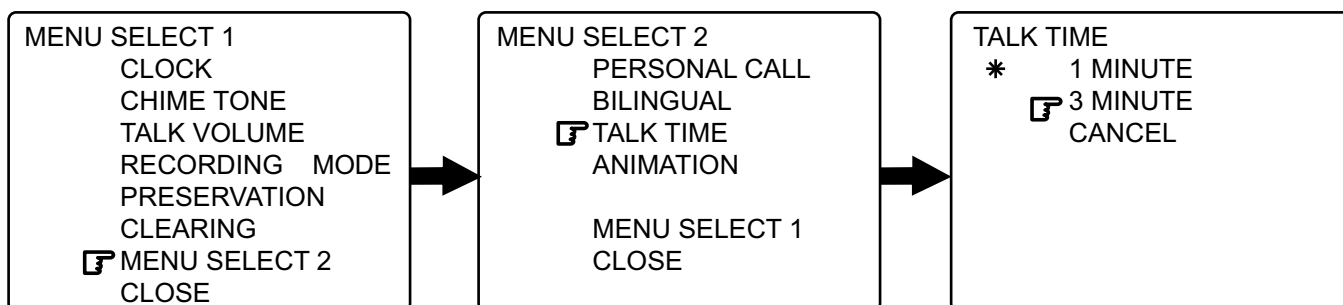 MENU SELECT 1
CLOCK
CHIME TONE
TALK VOLUME
RECORDING MODE
PRESERVATION
CLEARING
MENU SELECT 2
CLOSE
MENU SELECT 2
PERSONAL CALL
BILINGUAL
TALK TIME
ANIMATION
MENU SELECT 1
CLOSE
TALK TIME
* 1 MINUTE
3 MINUTE
CANCEL